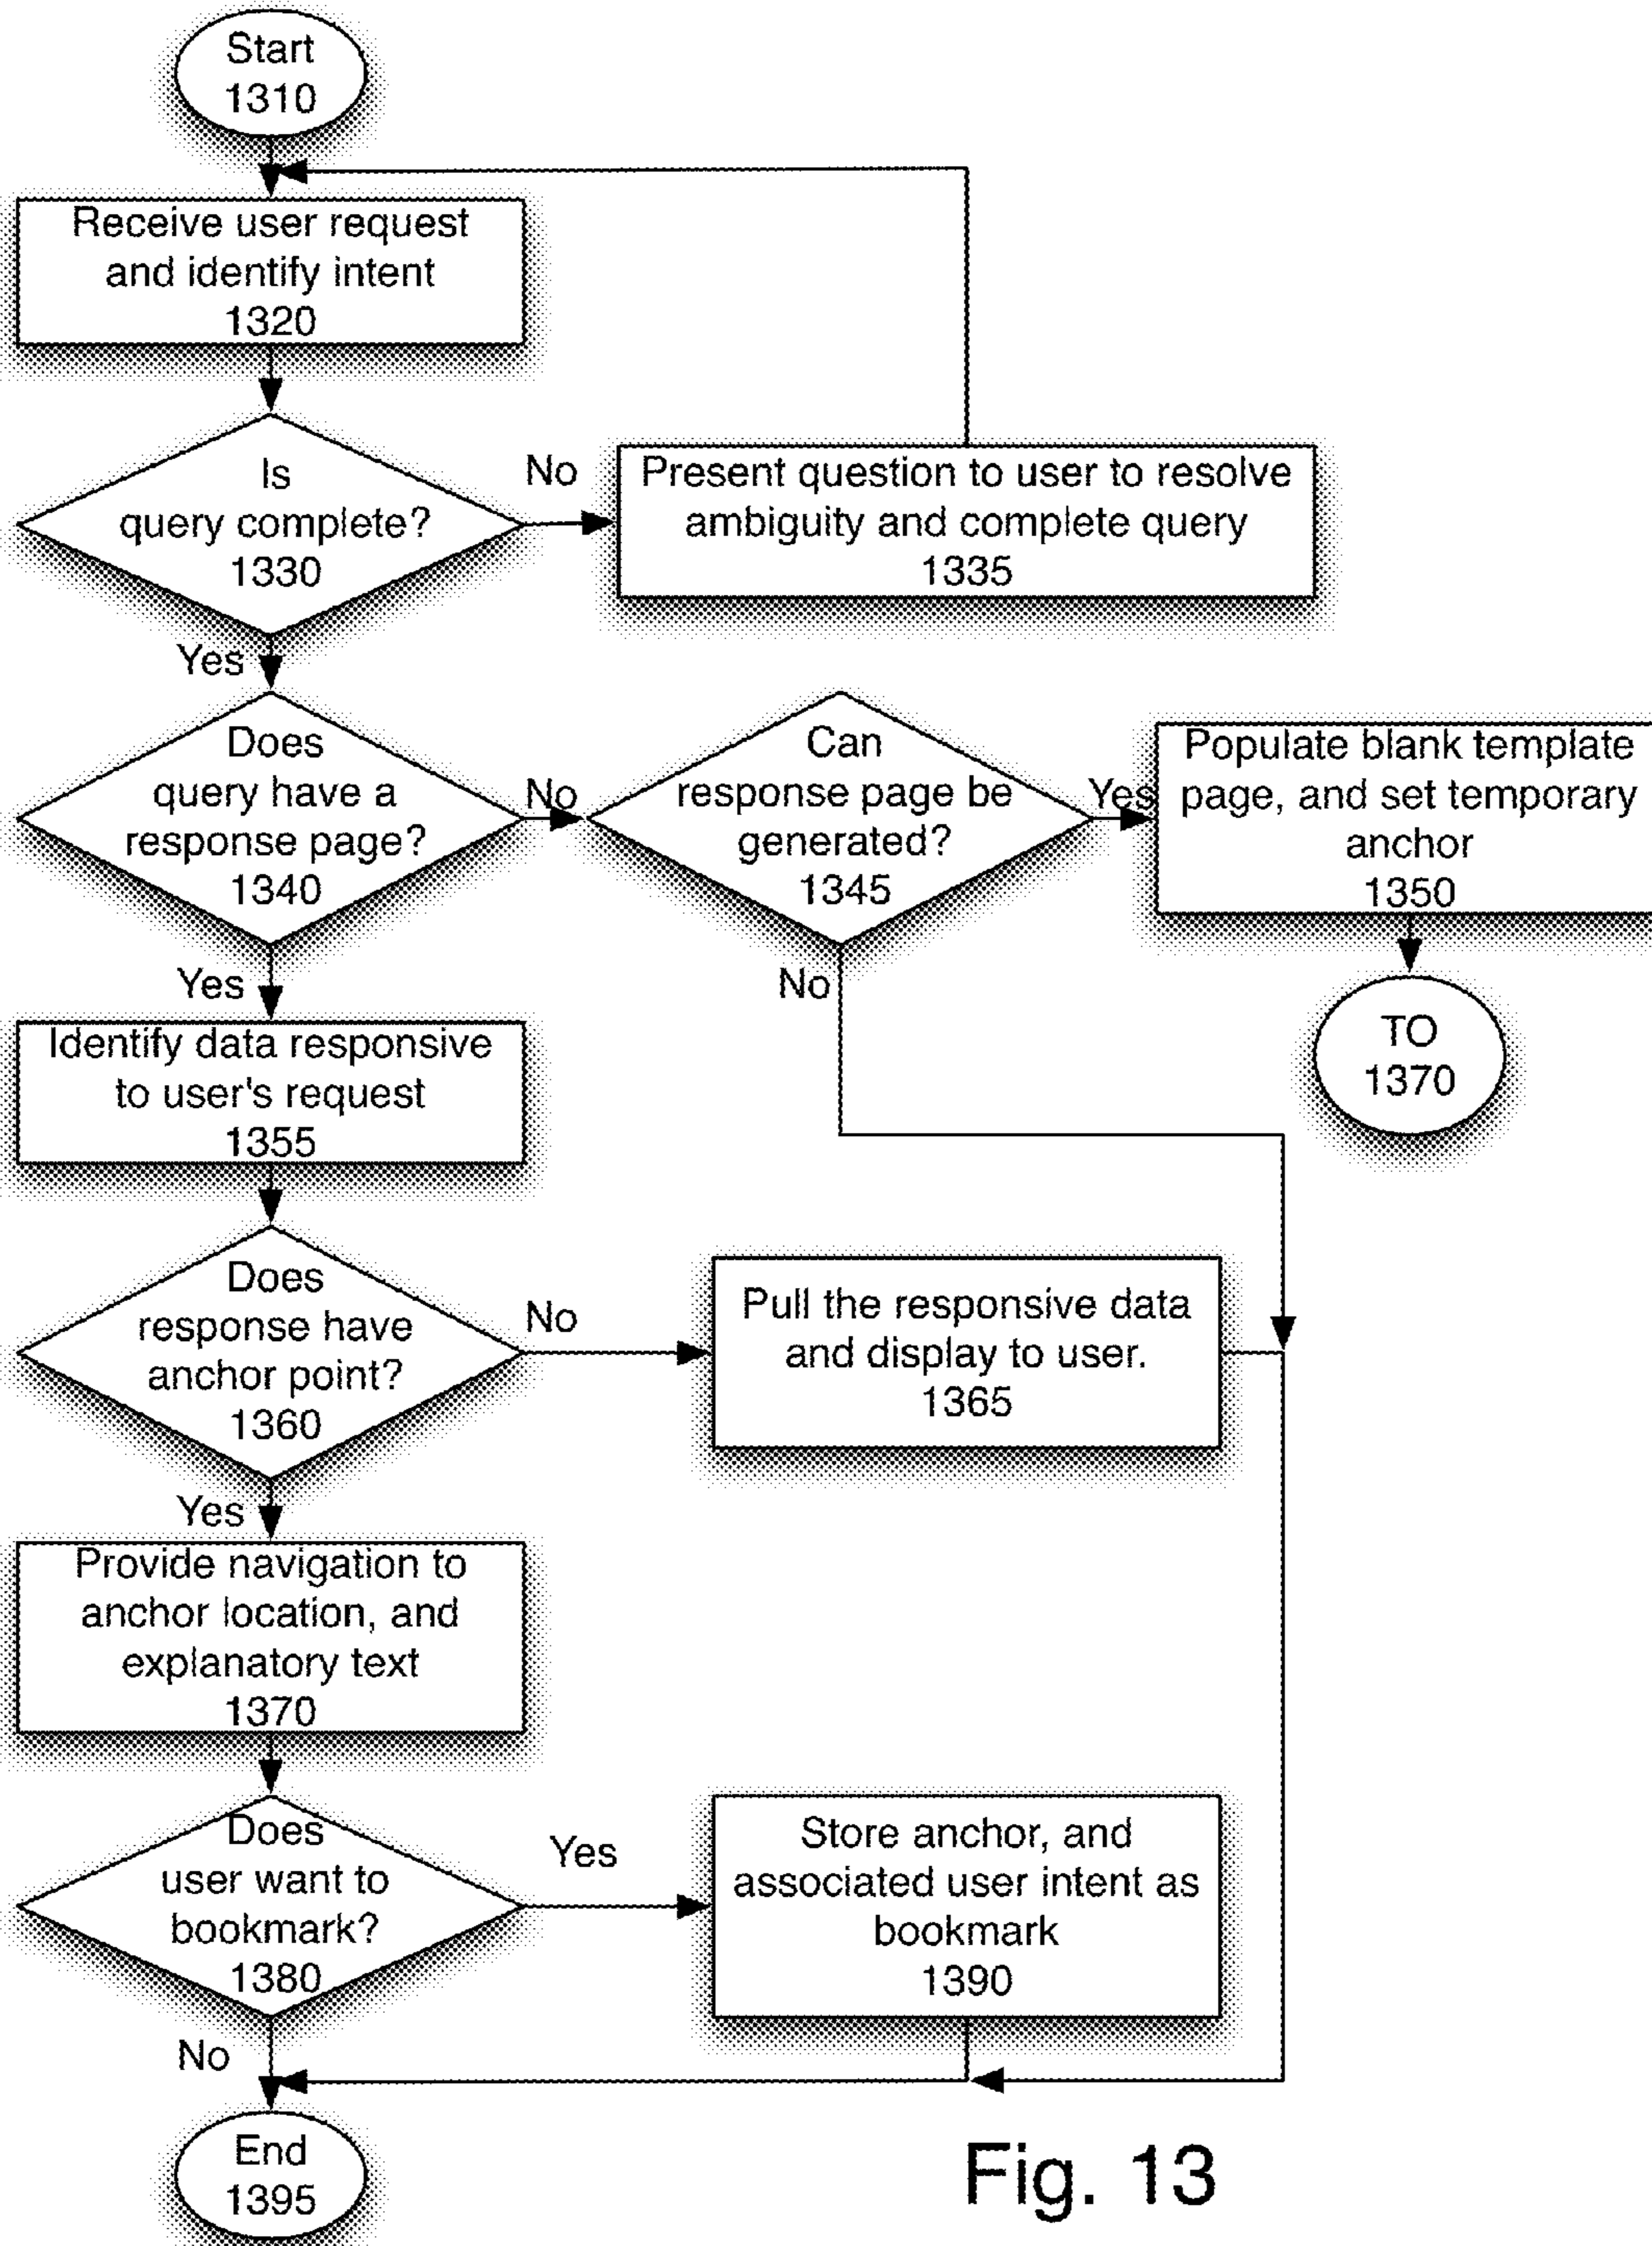 Start
1310
Receive user request
and identify intent
1320
Is
query complete?
1330
No
Present question to user to resolve
ambiguity and complete query
1335
Yes
Does
query have a
response page?
1340
No
Can
response page be
generated?
1345
Yes
Populate blank template
page, and set temporary
anchor
1350
Yes
No
TO
1370
Identify data responsive
to user's request
1355
Does
response have
anchor point?
1360
No
Pull the responsive data
and display to user.
1365
Yes
Provide navigation to
anchor location, and
explanatory text
1370
Does
user want to
bookmark?
1380
Yes
Store anchor, and
associated user intent as
bookmark
1390
No
End
1395
Fig. 13